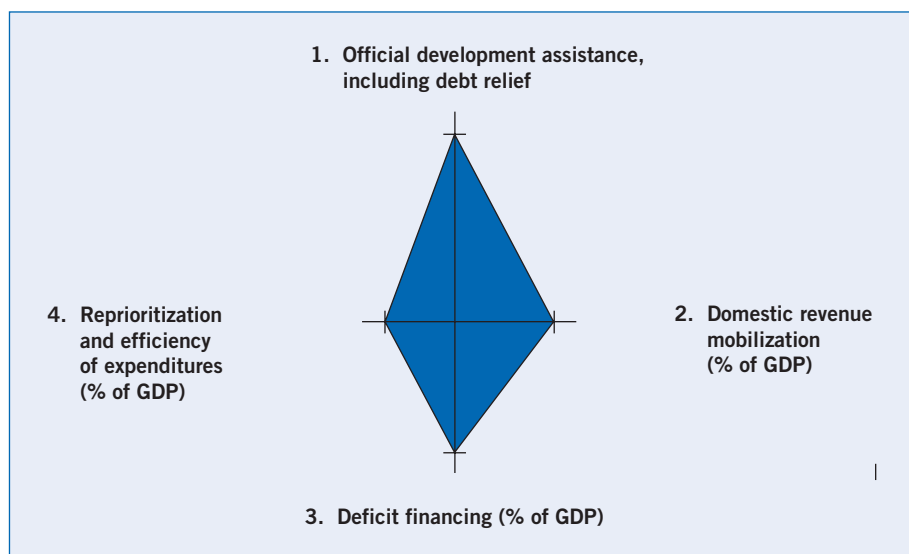 1. Official development assistance,
including debt relief
4. Reprioritization
and efficiency
of expenditures
(% of GDP)
2. Domestic revenue
mobilization
(% of GDP)
3. Deficit financing (% of GDP)